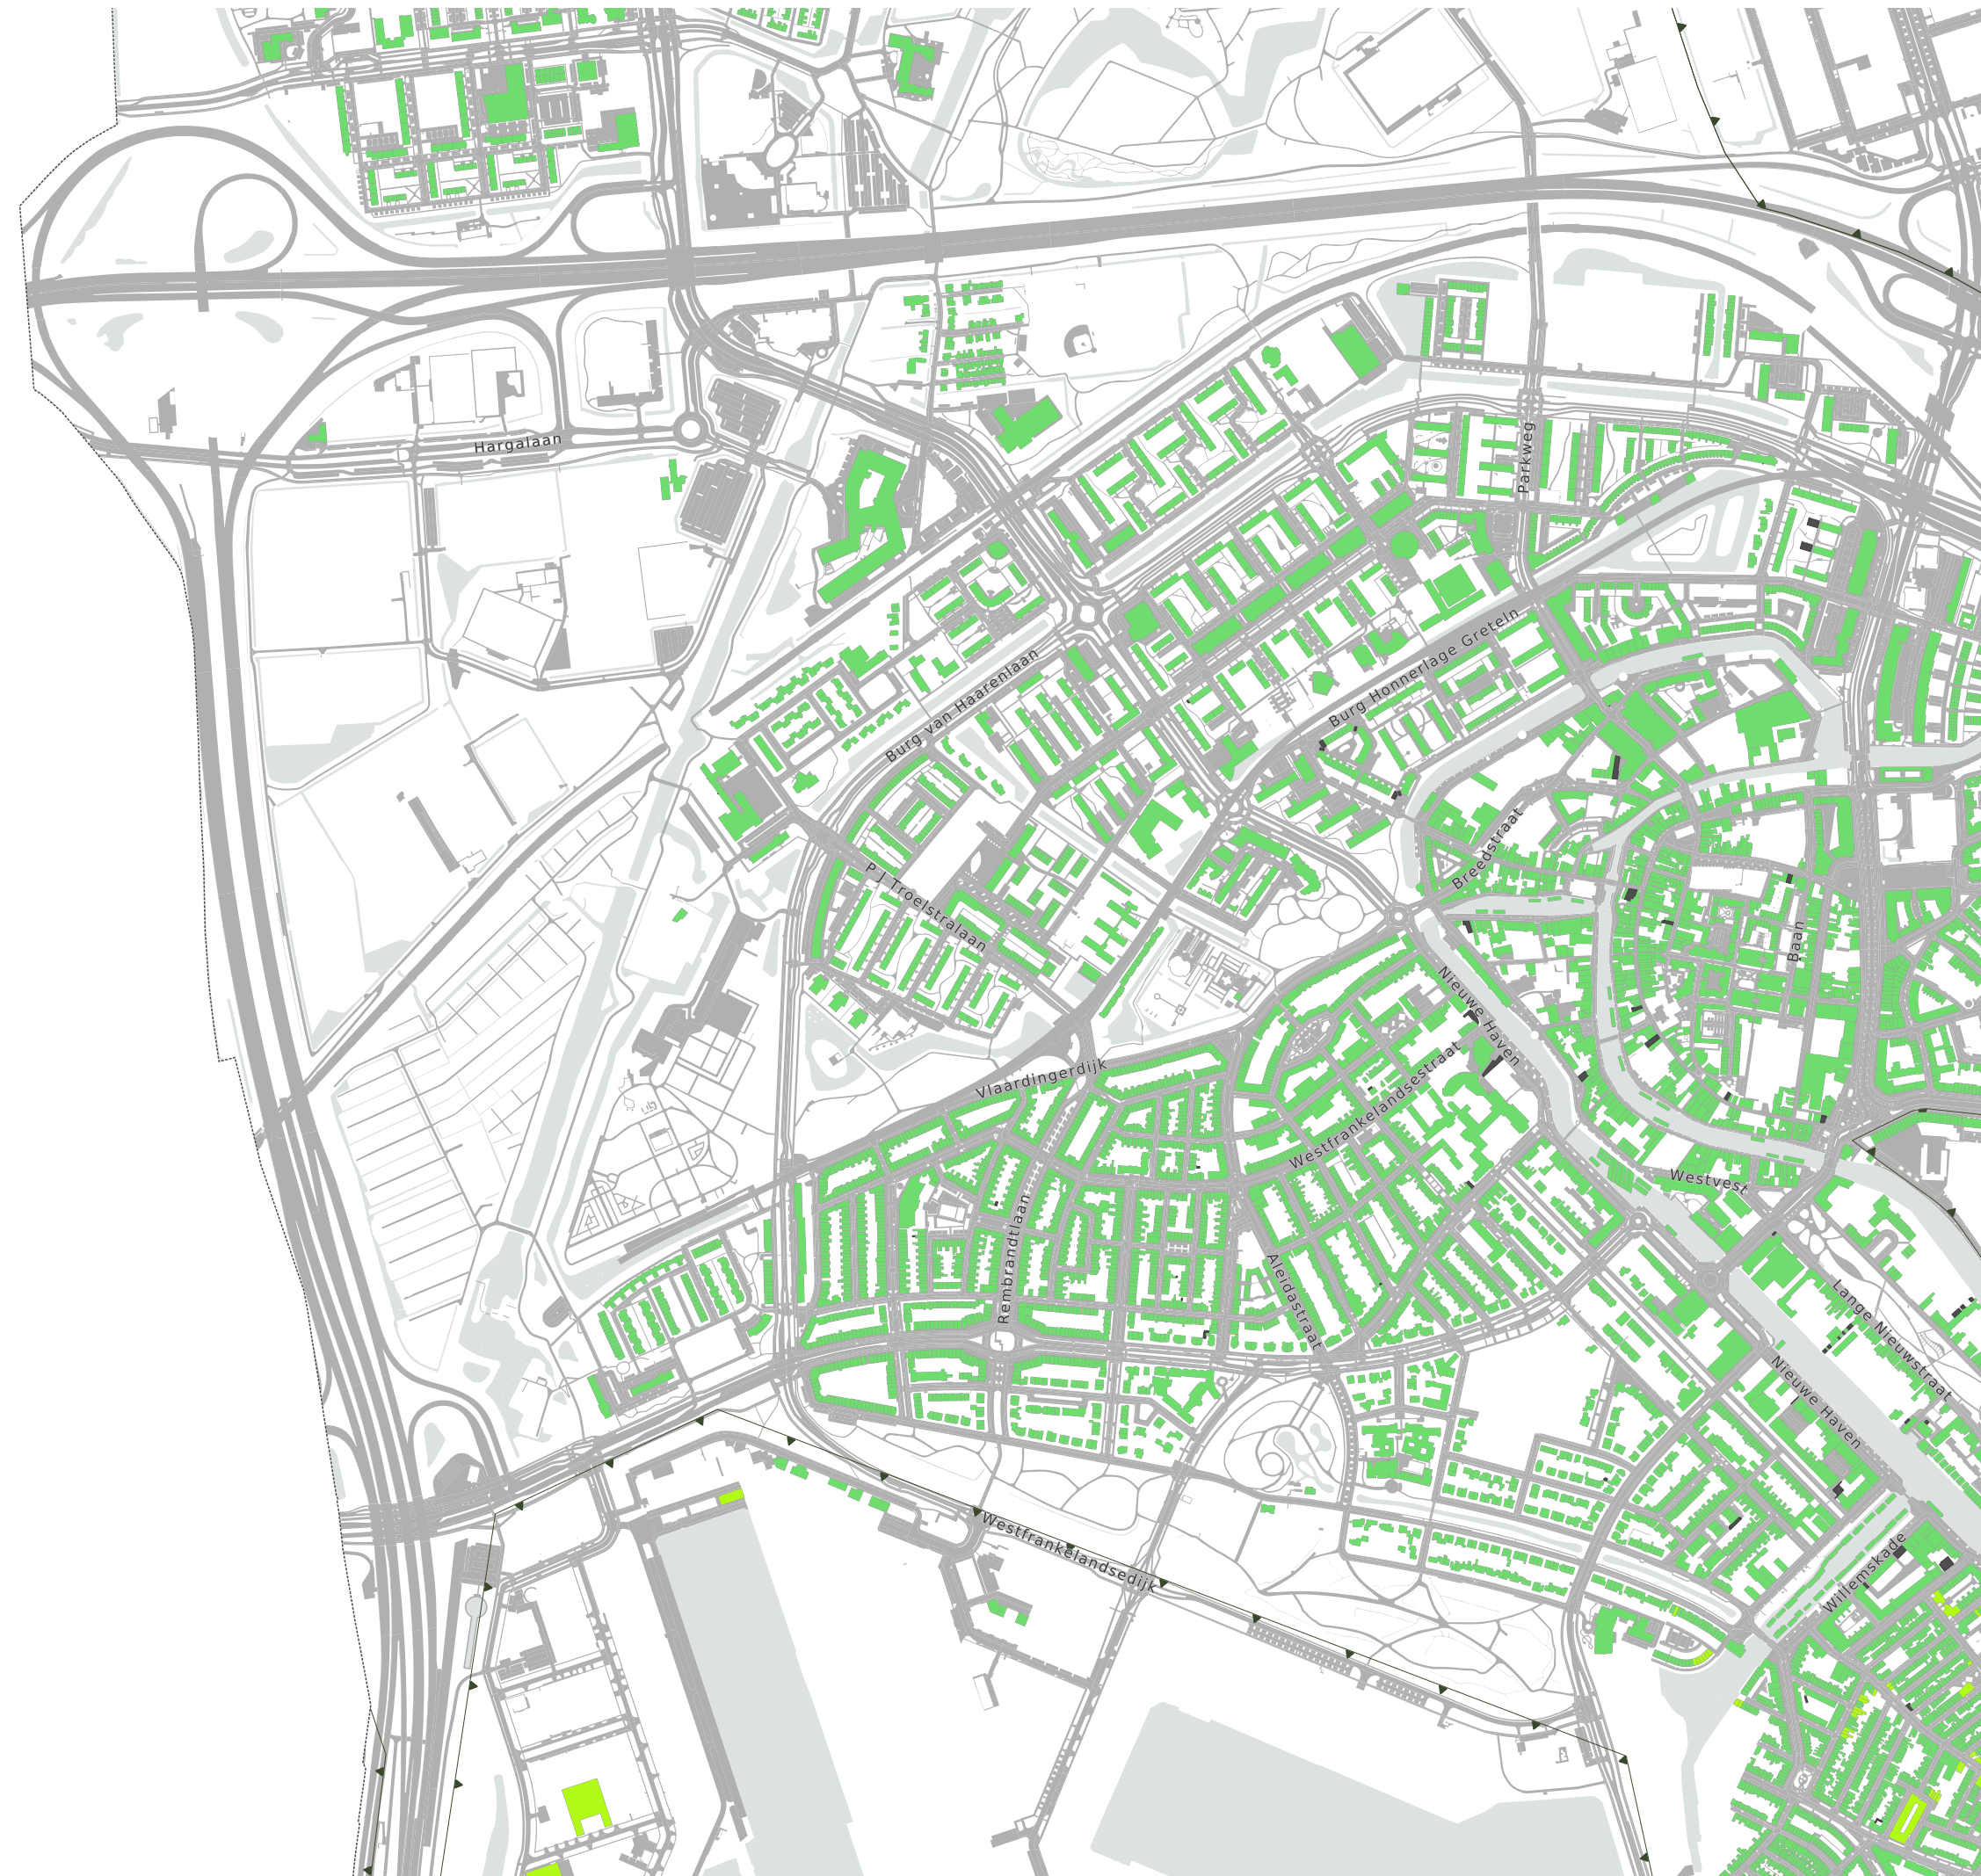 Hargalaan
Parkweg
Burg Honnerlage Greteln
Burg van Haarenlaan
Breedstraat
P J Troelstralaan
Baan
Nieuwe Haven
Vlaardingerdijk
Westfrankelandsestraat
Westvest
Rembrandtlaan
Aleidastraat
Lange Nieuwstraat
Nieuwe Haven
Westfrankelandsedijk
Willemskade